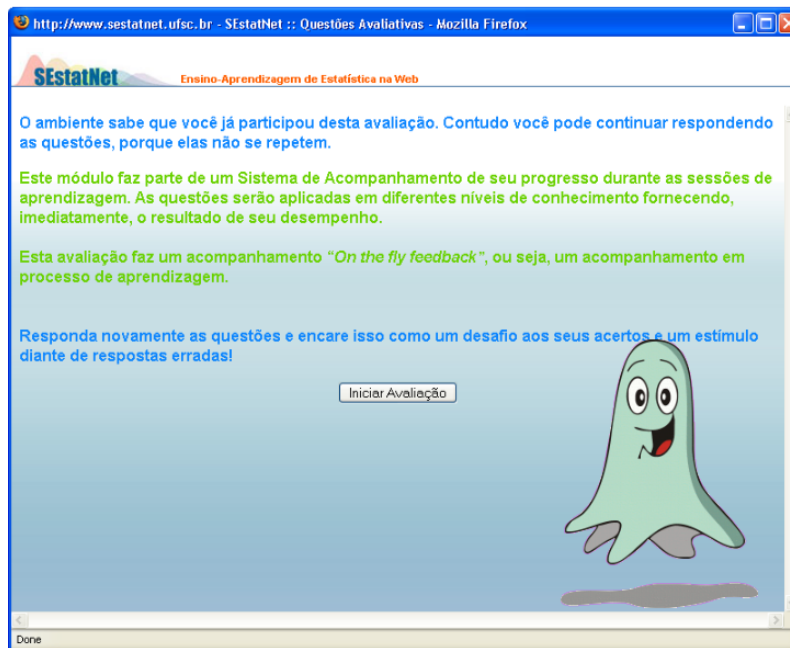 http://www.sestatnet.ufsc.br - SEstatNet :: Questões Avaliativas - Mozilla Firefox
SEstatNet
Ensino-Aprendizagem de Estatística na Web
O ambiente sabe que você já participou desta avaliação. Contudo você pode continuar respondendo
as questões, porque elas não se repetem.
Este módulo faz parte de um Sistema de Acompanhamento de seu progresso durante as sessões de
aprendizagem. As questões serão aplicadas em diferentes níveis de conhecimento fornecendo,
imediatamente, o resultado de seu desempenho.
Esta avaliação faz um acompanhamento "On the fly feedback", ou seja, um acompanhamento em
processo de aprendizagem.
Responda novamente as questões e encare isso como um desafio aos seus acertos e um estímulo
diante de respostas erradas!
Iniciar Avaliação
Done